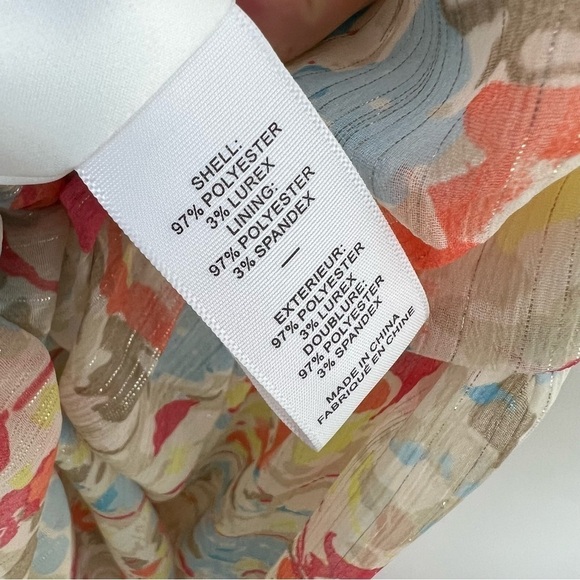 SHELL:
97% POLYESTER
3% LUREX
LINING:
97% POLYESTER
3% SPANDEX
—
EXTERIEUR:
97% POLYESTER
3% LUREX
DOUBLURE:
97% POLYESTER
3% SPANDEX
MADE IN CHINA
FABRIQUÉ EN CHINE